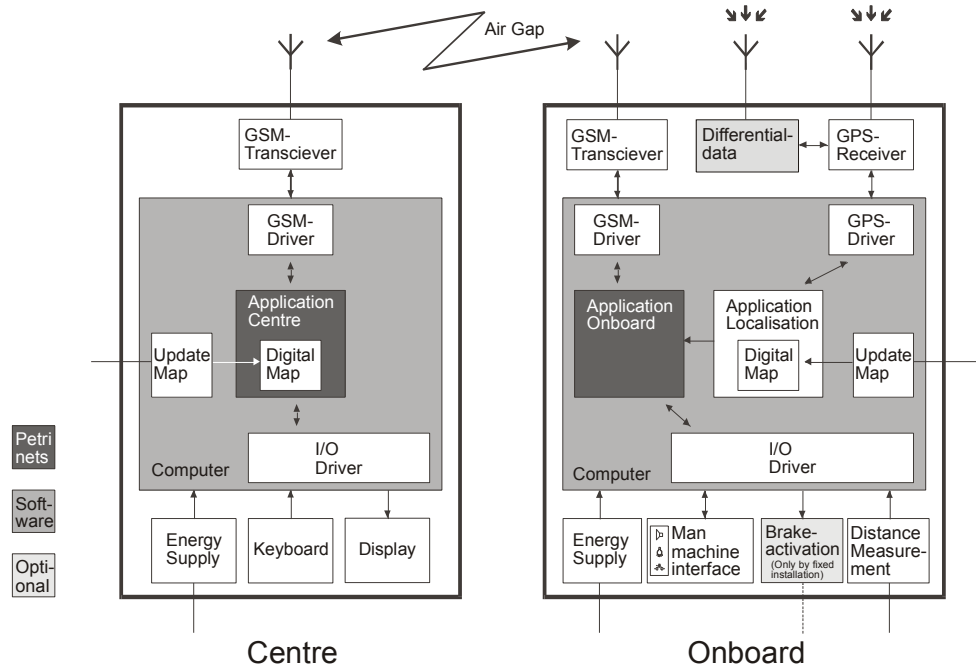 Air Gap
GSM-
Transciever
GSM-
Driver
Application
Centre
Update
Map
Digital
Map
I/O
Driver
Computer
Energy
Supply
Keyboard
Display
Centre
GSM-
Transciever
Differential-
data
GPS-
Receiver
GSM-
Driver
GPS-
Driver
Application
Onboard
Application
Localisation
Digital
Map
Update
Map
I/O
Driver
Computer
Energy
Supply
Man
machine
interface
Brake-
activation
(Only by fixed
installation)
Distance
Measure-
ment
Onboard
Petri
nets
Soft-
ware
Opti-
onal